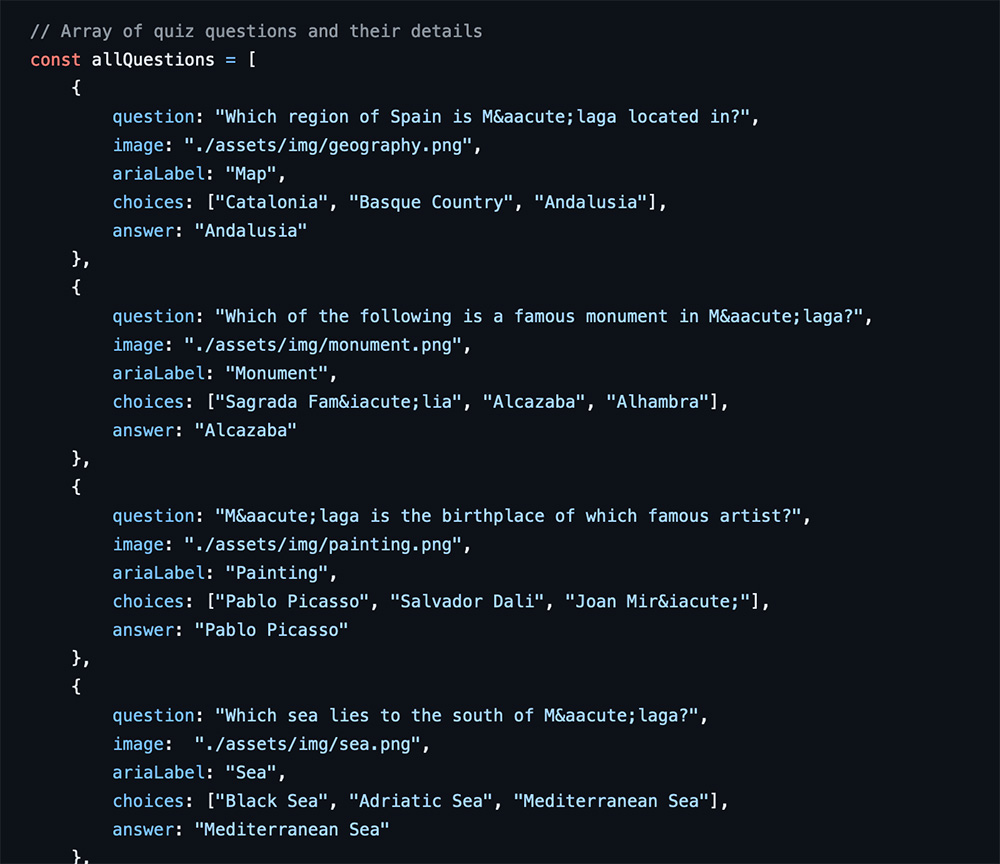 // Array of quiz questions and their details
const allQuestions = [
    {
        question: "Which region of Spain is M&aacute;laga located in?",
        image: "./assets/img/geography.png",
        ariaLabel: "Map",
        choices: ["Catalonia", "Basque Country", "Andalusia"],
        answer: "Andalusia"
    },
    {
        question: "Which of the following is a famous monument in M&aacute;laga?",
        image: "./assets/img/monument.png",
        ariaLabel: "Monument",
        choices: ["Sagrada Fam&iacute;lia", "Alcazaba", "Alhambra"],
        answer: "Alcazaba"
    },
    {
        question: "M&aacute;laga is the birthplace of which famous artist?",
        image: "./assets/img/painting.png",
        ariaLabel: "Painting",
        choices: ["Pablo Picasso", "Salvador Dali", "Joan Mir&iacute;"],
        answer: "Pablo Picasso"
    },
    {
        question: "Which sea lies to the south of M&aacute;laga?",
        image:  "./assets/img/sea.png",
        ariaLabel: "Sea",
        choices: ["Black Sea", "Adriatic Sea", "Mediterranean Sea"],
        answer: "Mediterranean Sea"
    },